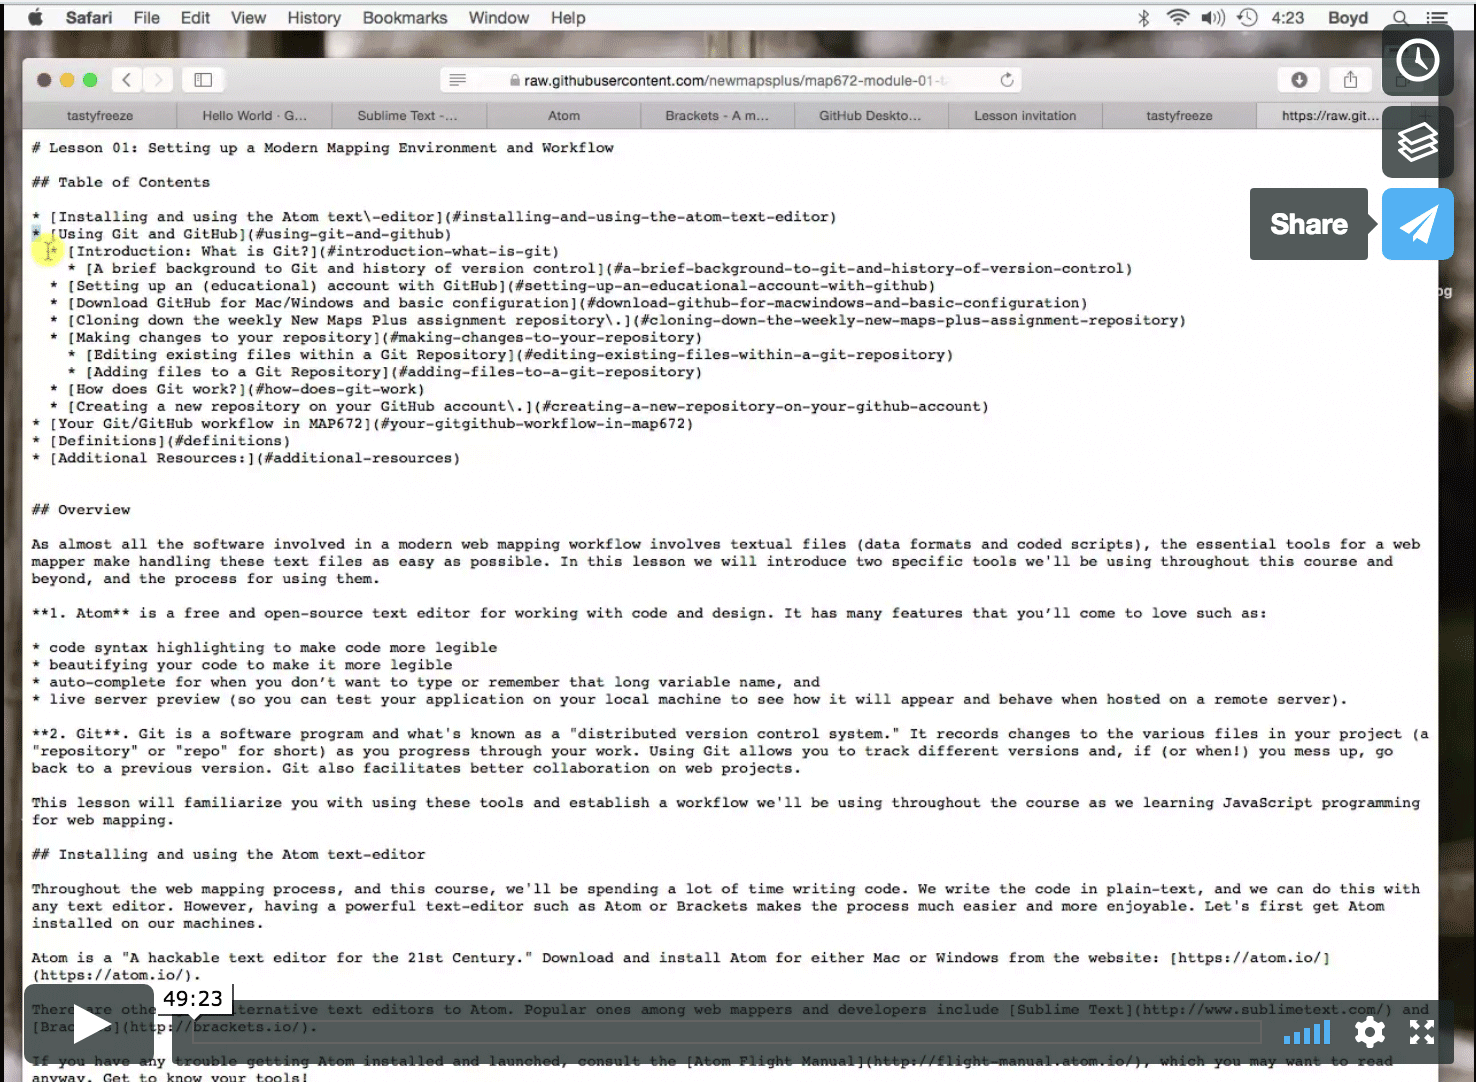 Safari File Edit View History Bookmarks Window Help 4:23 Boyd
raw.githubusercontent.com/newmapsplus/map672-module-01-
tastyfreeze Hello World · G... Sublime Text -... Atom Brackets - A m... GitHub Deskto... Lesson invitation tastyfreeze https://raw.git...
# Lesson 01: Setting up a Modern Mapping Environment and Workflow
## Table of Contents
* [Installing and using the Atom text\-editor](#installing-and-using-the-atom-text-editor)
* [Using Git and GitHub](#using-git-and-github)
Share
* [Introduction: What is Git?](#introduction-what-is-git)
* [A brief background to Git and history of version control](#a-brief-background-to-git-and-history-of-version-control)
* [Setting up an (educational) account with GitHub](#setting-up-an-educational-account-with-github)
og
* [Download GitHub for Mac/Windows and basic configuration](#download-github-for-macwindows-and-basic-configuration)
* [Cloning down the weekly New Maps Plus assignment repository\.](#cloning-down-the-weekly-new-maps-plus-assignment-repository)
* [Making changes to your repository](#making-changes-to-your-repository)
* [Editing existing files within a Git Repository](#editing-existing-files-within-a-git-repository)
* [Adding files to a Git Repository](#adding-files-to-a-git-repository)
* [How does Git work?](#how-does-git-work)
* [Creating a new repository on your GitHub account\.](#creating-a-new-repository-on-your-github-account)
* [Your Git/GitHub workflow in MAP672](#your-gitgithub-workflow-in-map672)
* [Definitions](#definitions)
* [Additional Resources:](#additional-resources)
## Overview
As almost all the software involved in a modern web mapping workflow involves textual files (data formats and coded scripts), the essential tools for a web
mapper make handling these text files as easy as possible. In this lesson we will introduce two specific tools we'll be using throughout this course and
beyond, and the process for using them.
**1. Atom** is a free and open-source text editor for working with code and design. It has many features that you’ll come to love such as:
* code syntax highlighting to make code more legible
* beautifying your code to make it more legible
* auto-complete for when you don’t want to type or remember that long variable name, and
* live server preview (so you can test your application on your local machine to see how it will appear and behave when hosted on a remote server).
**2. Git**. Git is a software program and what's known as a "distributed version control system." It records changes to the various files in your project (a
"repository" or "repo" for short) as you progress through your work. Using Git allows you to track different versions and, if (or when!) you mess up, go
back to a previous version. Git also facilitates better collaboration on web projects.
This lesson will familiarize you with using these tools and establish a workflow we'll be using throughout the course as we learning JavaScript programming
for web mapping.
## Installing and using the Atom text-editor
Throughout the web mapping process, and this course, we'll be spending a lot of time writing code. We write the code in plain-text, and we can do this with
any text editor. However, having a powerful text-editor such as Atom or Brackets makes the process much easier and more enjoyable. Let's first get Atom
installed on our machines.
Atom is a "A hackable text editor for the 21st Century." Download and install Atom for either Mac or Windows from the website: [https://atom.io/]
(https://atom.io/).
49:23
There are othe ternative text editors to Atom. Popular ones among web mappers and developers include [Sublime Text](http://www.sublimetext.com/) and
[Brac s](http://brackets.io/).
If you have any trouble getting Atom installed and launched, consult the [Atom Flight Manual](http://flight-manual.atom.io/), which you may want to read
anyway. Get to know your tools!